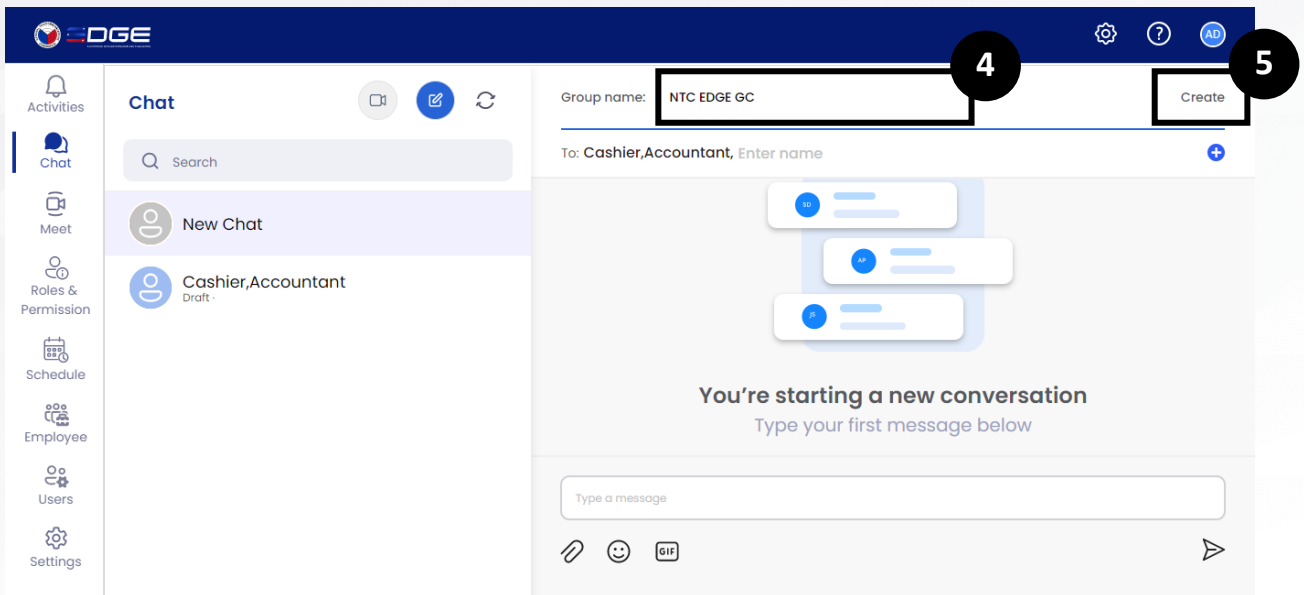 EDGE
AD
4
5
Activities
Chat
Meet
Roles &
Permission
Schedule
Employee
Users
Settings
Chat
Search
New Chat
Cashier,Accountant
Draft ·
Group name: NTC EDGE GC
Create
To: Cashier,Accountant, Enter name
SD
AP
JS
You’re starting a new conversation
Type your first message below
Type a message
GIF